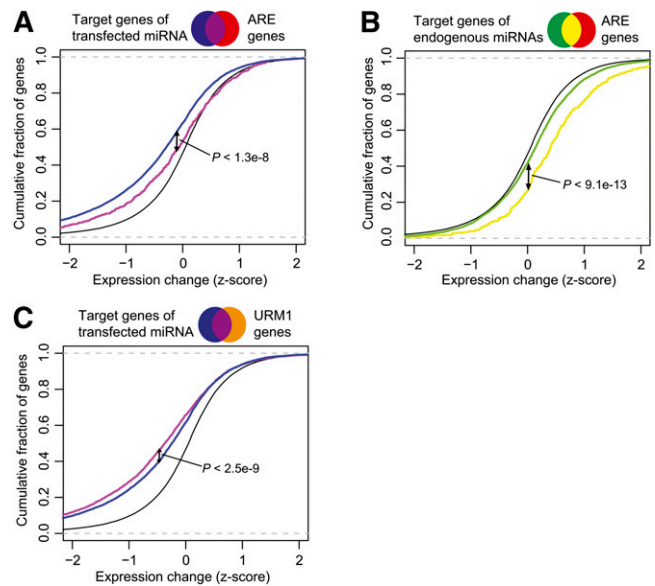 A
Target genes of
transfected miRNA
ARE
genes
Cumulative fraction of genes
1.0
0.8
0.6
0.4
0.2
0.0
P < 1.3e-8
−2
−1
0
1
2
Expression change (z-score)
B
Target genes of
endogenous miRNAs
ARE
genes
Cumulative fraction of genes
1.0
0.8
0.6
0.4
0.2
0.0
P < 9.1e-13
−2
−1
0
1
2
Expression change (z-score)
C
Target genes of
transfected miRNA
URM1
genes
Cumulative fraction of genes
1.0
0.8
0.6
0.4
0.2
0.0
P < 2.5e-9
−2
−1
0
1
2
Expression change (z-score)